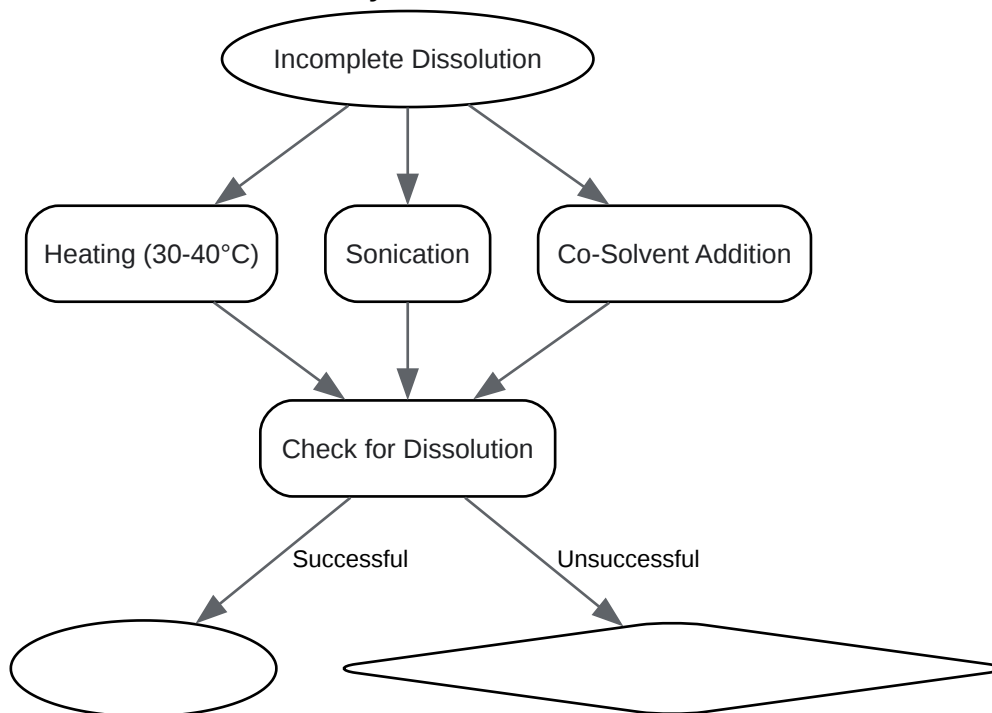 Incomplete Dissolution
Heating (30-40°C)
Sonication
Co-Solvent Addition
Check for Dissolution
Successful
Unsuccessful